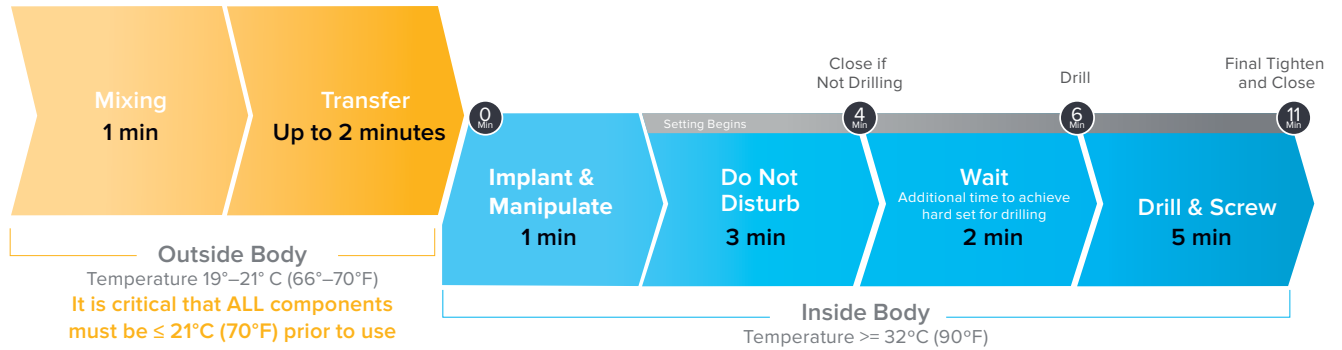 Mixing
1 min
Transfer
Up to 2 minutes
Outside Body
Temperature 19°–21° C (66°–70°F)
It is critical that ALL components
must be ≤ 21°C (70°F) prior to use
Close if
Not Drilling
Drill
Final Tighten
and Close
0
Min
Setting Begins
4
Min
6
Min
11
Min
Implant &
Manipulate
1 min
Do Not
Disturb
3 min
Wait
Additional time to achieve
hard set for drilling
2 min
Drill & Screw
5 min
Inside Body
Temperature >= 32°C (90°F)